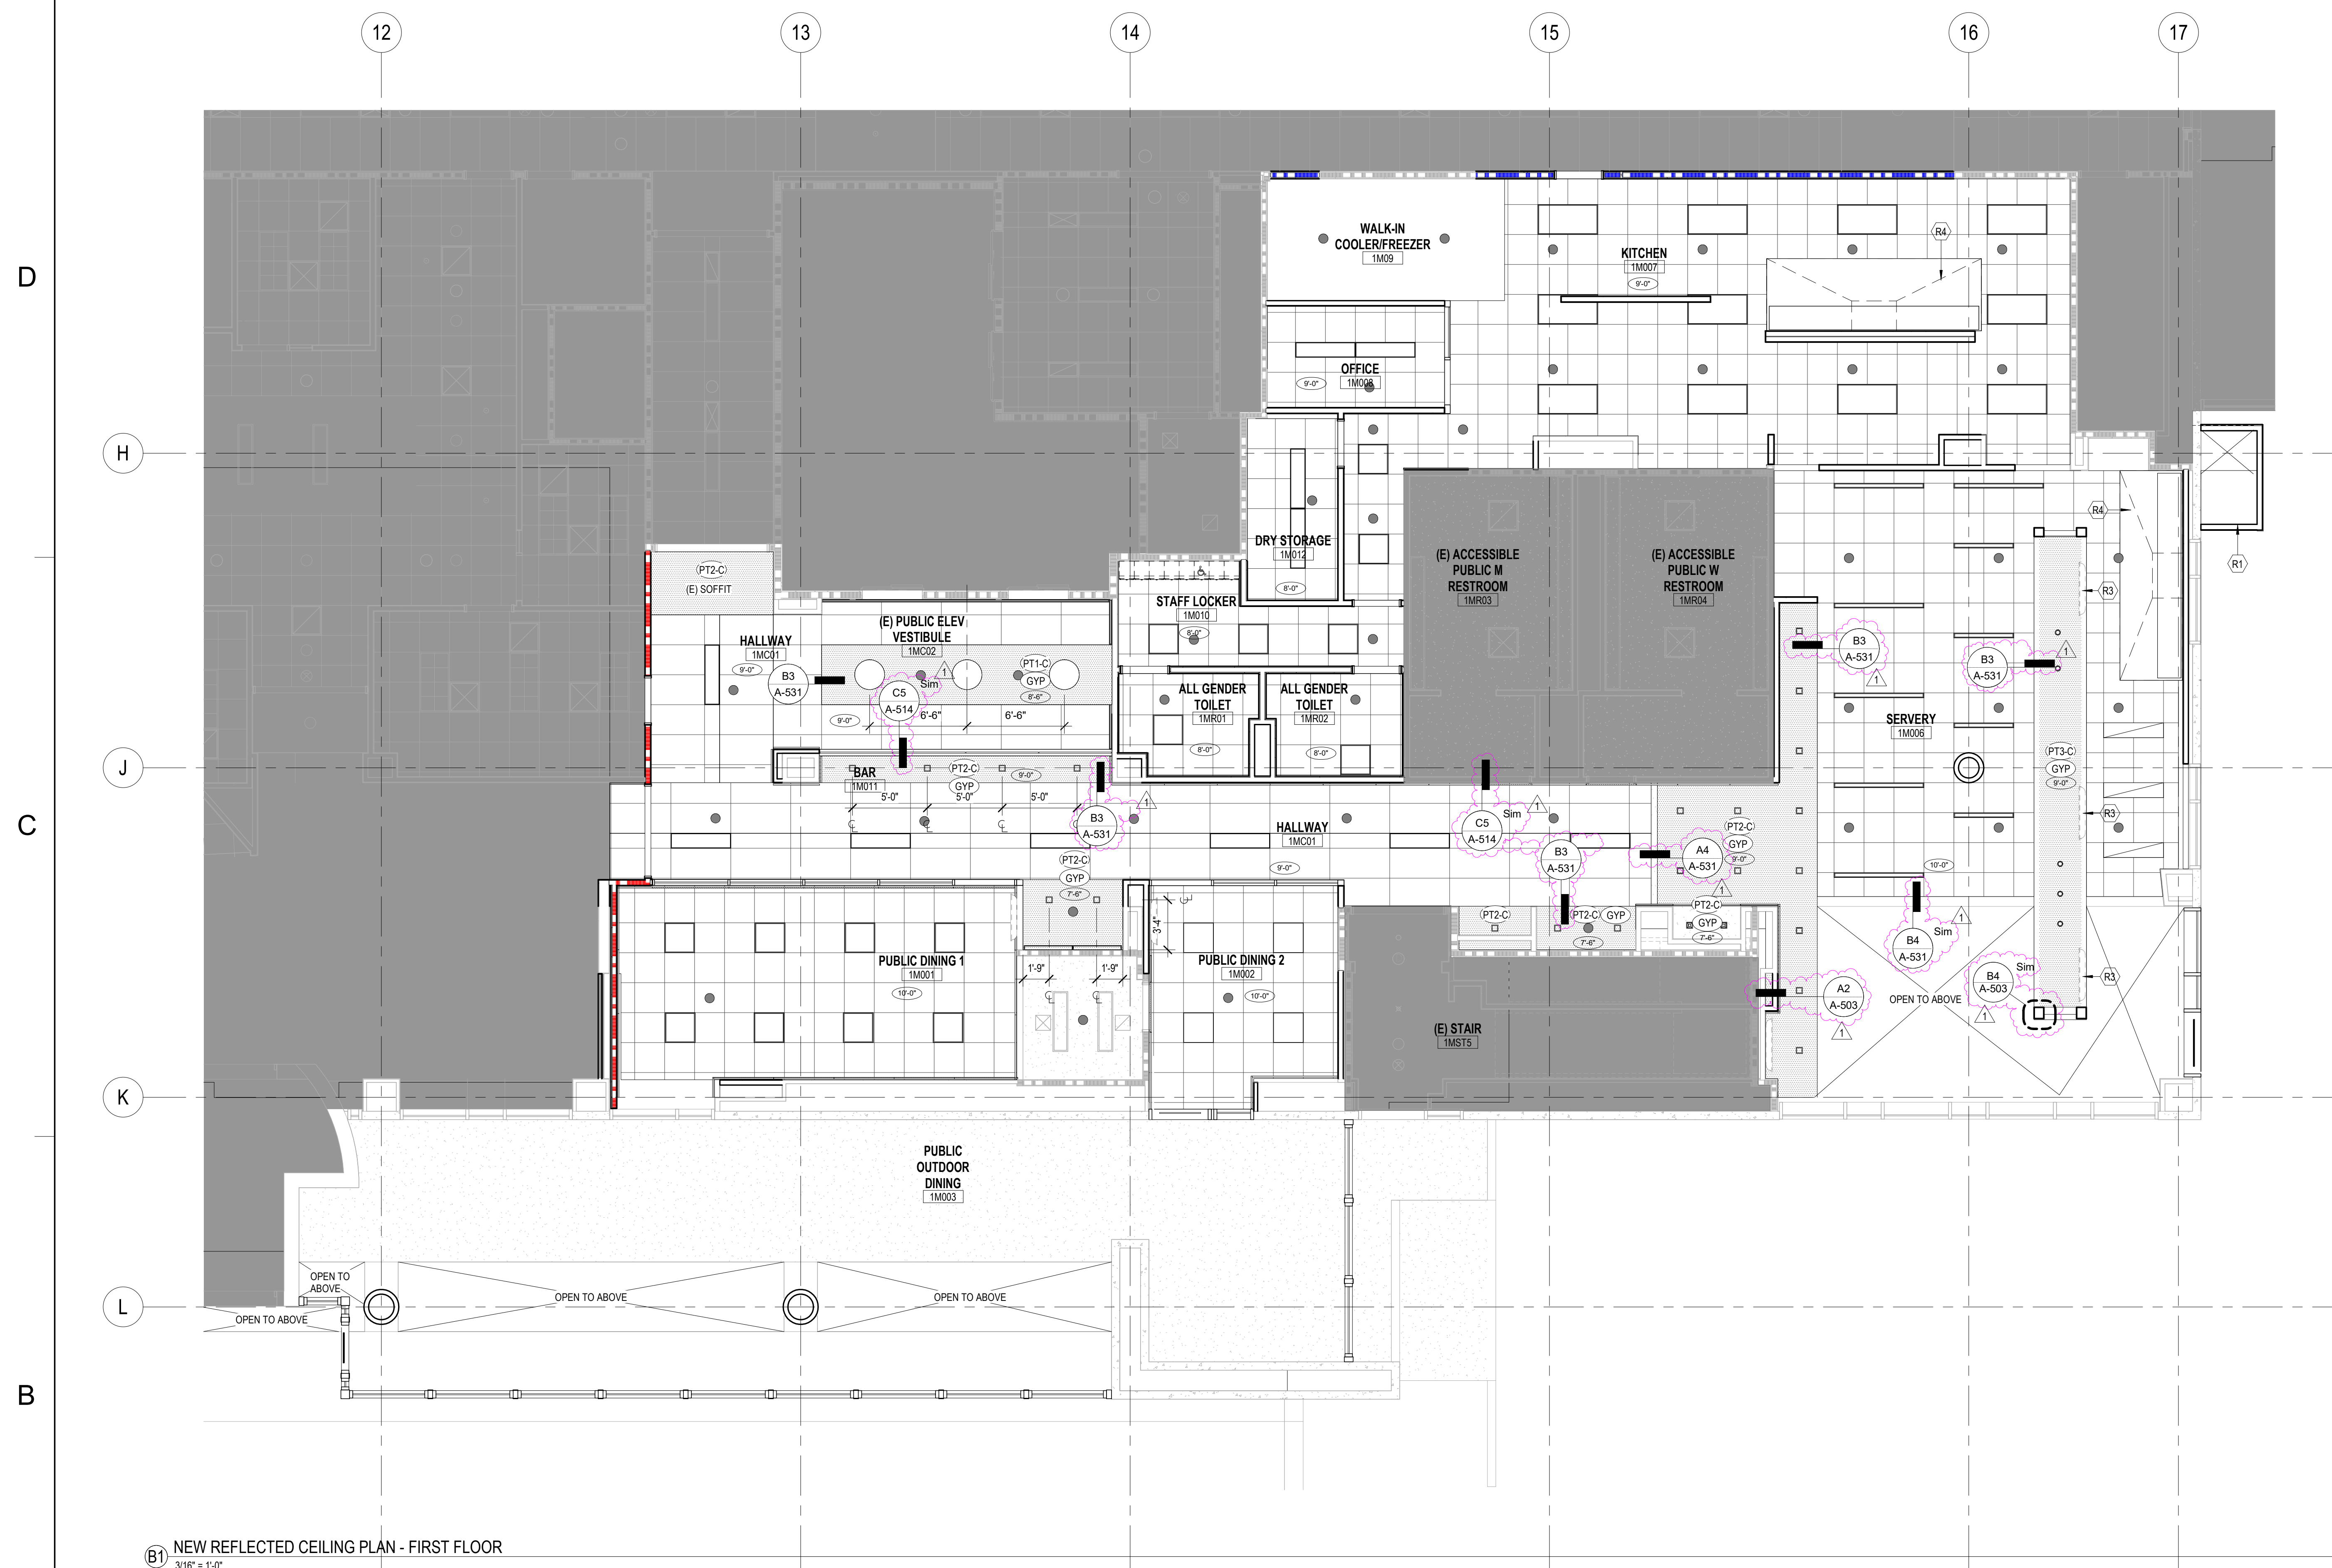 12
13
14
15
16
17
D
WALK-IN
COOLER/FREEZER
1M09
KITCHEN
1M007
9'-0"
R4
OFFICE
1M008
9'-0"
H
R4
R1
DRY STORAGE
1M012
8'-0"
(E) ACCESSIBLE
PUBLIC M
RESTROOM
1MR03
(E) ACCESSIBLE
PUBLIC W
RESTROOM
1MR04
PT2-C
(E) SOFFIT
R3
STAFF LOCKER
1M010
8'-0"
HALLWAY
1MC01
9'-0"
(E) PUBLIC ELEV
VESTIBULE
1MC02
PT1-C
GYP
8'-6"
1
Sim
C5
A-514
B3
A-531
9'-0"
6'-6"
6'-6"
ALL GENDER
TOILET
1MR01
8'-0"
ALL GENDER
TOILET
1MR02
8'-0"
B3
A-531
1
B3
A-531
1
SERVERY
1M006
J
BAR
1M011
PT2-C
GYP
9'-0"
5'-0"
5'-0"
5'-0"
PT3-C
GYP
9'-0"
C
B3
A-531
1
HALLWAY
1MC01
9'-0"
C5
A-514
Sim
1
B3
A-531
A4
A-531
1
PT2-C
GYP
9'-0"
R3
10'-0"
PT2-C
GYP
7'-6"
PT2-C
PT2-C
GYP
7'-6"
PT2-C
GYP
7'-6"
3'-4"
PUBLIC DINING 1
1M001
10'-0"
1'-9"
1'-9"
PUBLIC DINING 2
1M002
10'-0"
B4
A-531
Sim
1
B4
A-503
Sim
1
R3
A2
A-503
1
OPEN TO ABOVE
(E) STAIR
1MST5
K
PUBLIC
OUTDOOR
DINING
1M003
OPEN TO
ABOVE
OPEN TO ABOVE
OPEN TO ABOVE
OPEN TO ABOVE
L
B
B1
NEW REFLECTED CEILING PLAN - FIRST FLOOR
3/16" = 1'-0"